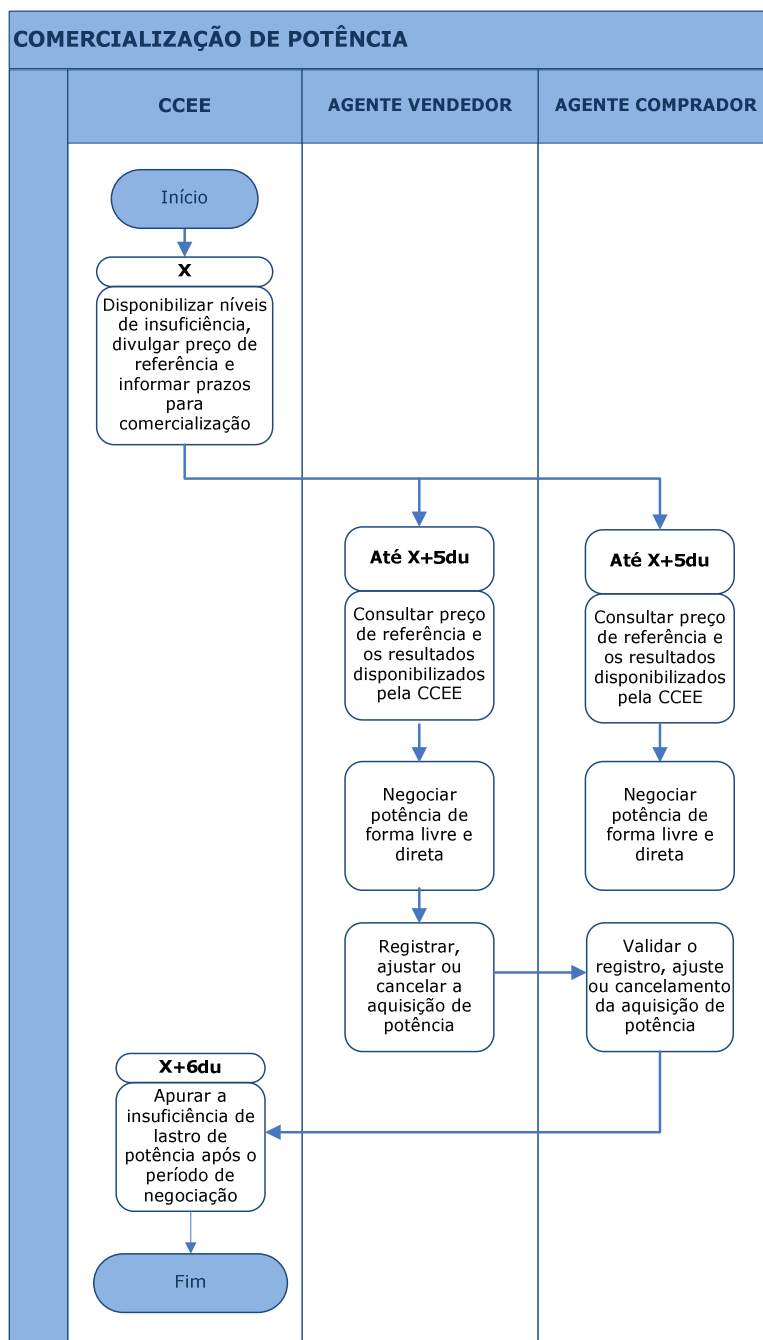 COMERCIALIZAÇÃO DE POTÊNCIA
CCEE
AGENTE VENDEDOR
AGENTE COMPRADOR
Início
X
Disponibilizar níveis
de insuficiência,
divulgar preço de
referência e
informar prazos
para
comercialização
Até X+5du
Consultar preço
de referência e
os resultados
disponibilizados
pela CCEE
Até X+5du
Consultar preço
de referência e
os resultados
disponibilizados
pela CCEE
Negociar
potência de
forma livre e
direta
Negociar
potência de
forma livre e
direta
Registrar,
ajustar ou
cancelar a
aquisição de
potência
Validar o
registro, ajuste
ou cancelamento
da aquisição de
potência
X+6du
Apurar a
insuficiência de
lastro de
potência após o
período de
negociação
Fim